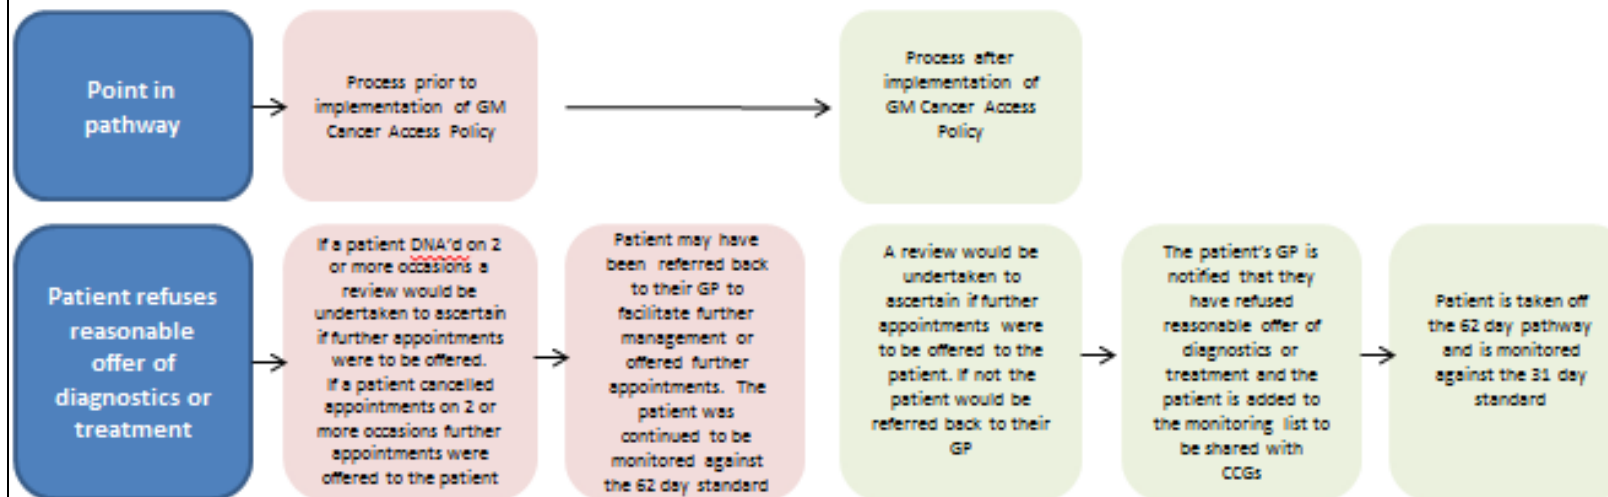 Point in
pathway
Process prior to
implementation of GM
Cancer Access Policy
Process after
implementation of
GM Cancer Access
Policy
Patient refuses
reasonable
offer of
diagnostics or
treatment
If a patient DNA'd on 2
or more occasions a
review would be
undertaken to ascertain
if further appointments
were to be offered.
If a patient cancelled
appointments on 2 or
more occasions further
appointments were
offered to the patient
Patient may have
been referred back
to their GP to
facilitate further
management or
offered further
appointments. The
patient was
continued to be
monitored against
the 62 day standard
A review would be
undertaken to
ascertain if further
appointments were
to be offered to the
patient. If not the
patient would be
referred back to their
GP
The patient's GP is
notified that they
have refused
reasonable offer of
diagnostics or
treatment and the
patient is added to
the monitoring list to
be shared with
CCGs
Patient is taken off
the 62 day pathway
and is monitored
against the 31 day
standard